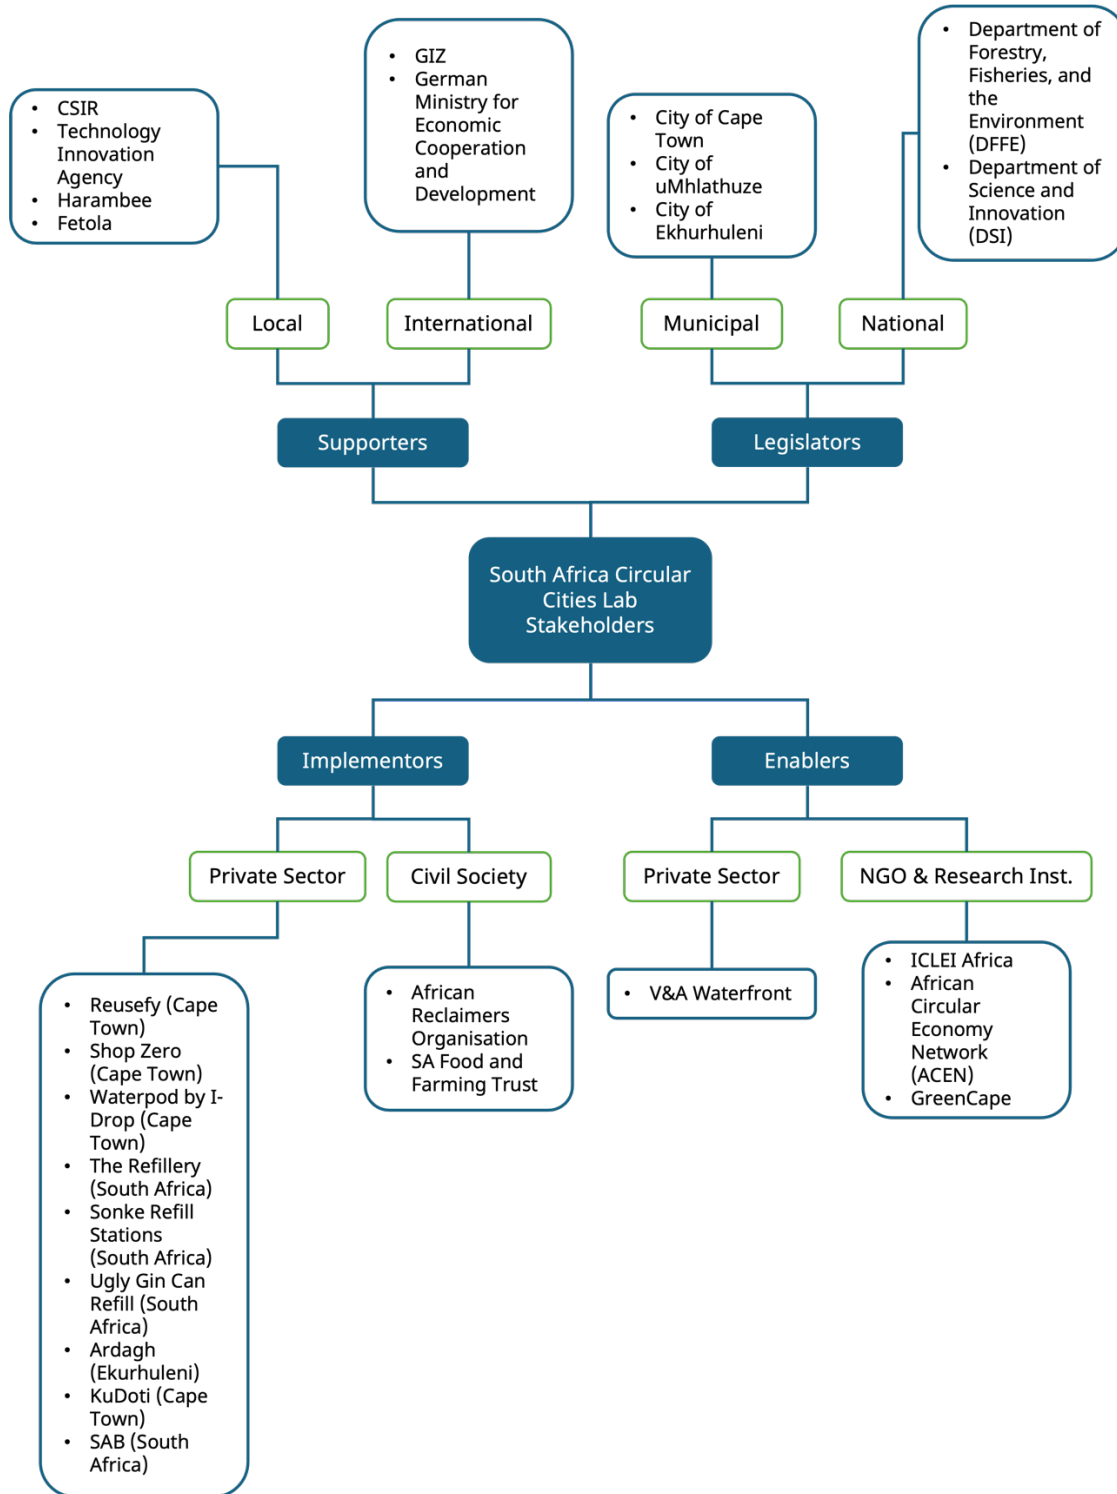 • CSIR
• Technology
Innovation
Agency
• Harambee
• Fetola
• GIZ
• German
Ministry for
Economic
Cooperation
and
Development
• City of Cape
Town
• City of
uMhlathuze
• City of
Ekhurhuleni
• Department of
Forestry,
Fisheries, and
the
Environment
(DFFE)
• Department of
Science and
Innovation
(DSI)
Local
International
Municipal
National
Supporters
Legislators
South Africa Circular
Cities Lab
Stakeholders
Implementors
Enablers
Private Sector
Civil Society
Private Sector
NGO & Research Inst.
• Reusefy (Cape
Town)
• Shop Zero
(Cape Town)
• Waterpod by I-
Drop (Cape
Town)
• The Refillery
(South Africa)
• Sonke Refill
Stations
(South Africa)
• Ugly Gin Can
Refill (South
Africa)
• Ardagh
(Ekurhuleni)
• KuDoti (Cape
Town)
• SAB (South
Africa)
• African
Reclaimers
Organisation
• SA Food and
Farming Trust
• V&A Waterfront
• ICLEI Africa
• African
Circular
Economy
Network
(ACEN)
• GreenCape